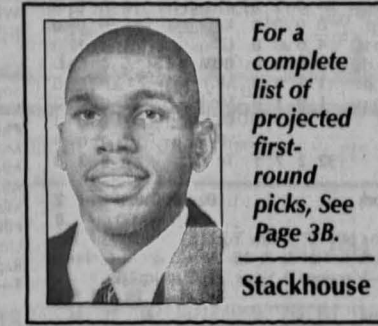 For a
complete
list of
projected
first-
round
picks, See
Page 3B.
Stackhouse